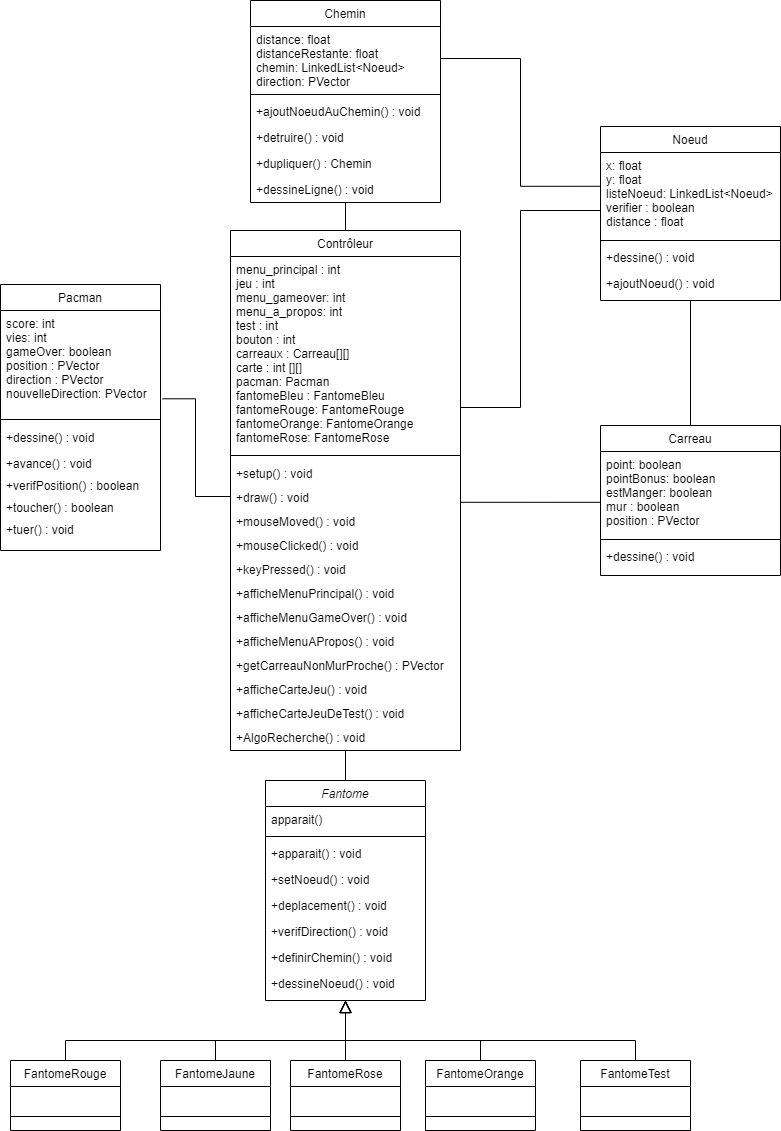 Chemin
distance: float
distanceRestante: float
chemin: LinkedList<Noeud>
direction: PVector
+ajoutNoeudAuChemin() : void
+detruire() : void
+dupliquer() : Chemin
+dessineLigne() : void
Noeud
x: float
y: float
listeNoeud: LinkedList<Noeud>
verifier : boolean
distance : float
+dessine() : void
+ajoutNoeud() : void
Contrôleur
menu_principal : int
jeu : int
menu_gameover: int
menu_a_propos: int
test : int
bouton : int
carreaux : Carreau[][]
carte : int [][]
pacman: Pacman
fantomeBleu : FantomeBleu
fantomeRouge: FantomeRouge
fantomeOrange: FantomeOrange
fantomeRose: FantomeRose
+setup() : void
+draw() : void
+mouseMoved() : void
+mouseClicked() : void
+keyPressed() : void
+afficheMenuPrincipal() : void
+afficheMenuGameOver() : void
+afficheMenuAPropos() : void
+getCarreauNonMurProche() : PVector
+afficheCarteJeu() : void
+afficheCarteJeuDeTest() : void
+AlgoRecherche() : void
Pacman
score: int
vies: int
gameOver: boolean
position : PVector
direction : PVector
nouvelleDirection: PVector
+dessine() : void
+avance() : void
+verifPosition() : boolean
+toucher() : boolean
+tuer() : void
Carreau
point: boolean
pointBonus: boolean
estManger: boolean
mur : boolean
position : PVector
+dessine() : void
Fantome
apparait()
+apparait() : void
+setNoeud() : void
+deplacement() : void
+verifDirection() : void
+definirChemin() : void
+dessineNoeud() : void
FantomeRouge
FantomeJaune
FantomeRose
FantomeOrange
FantomeTest